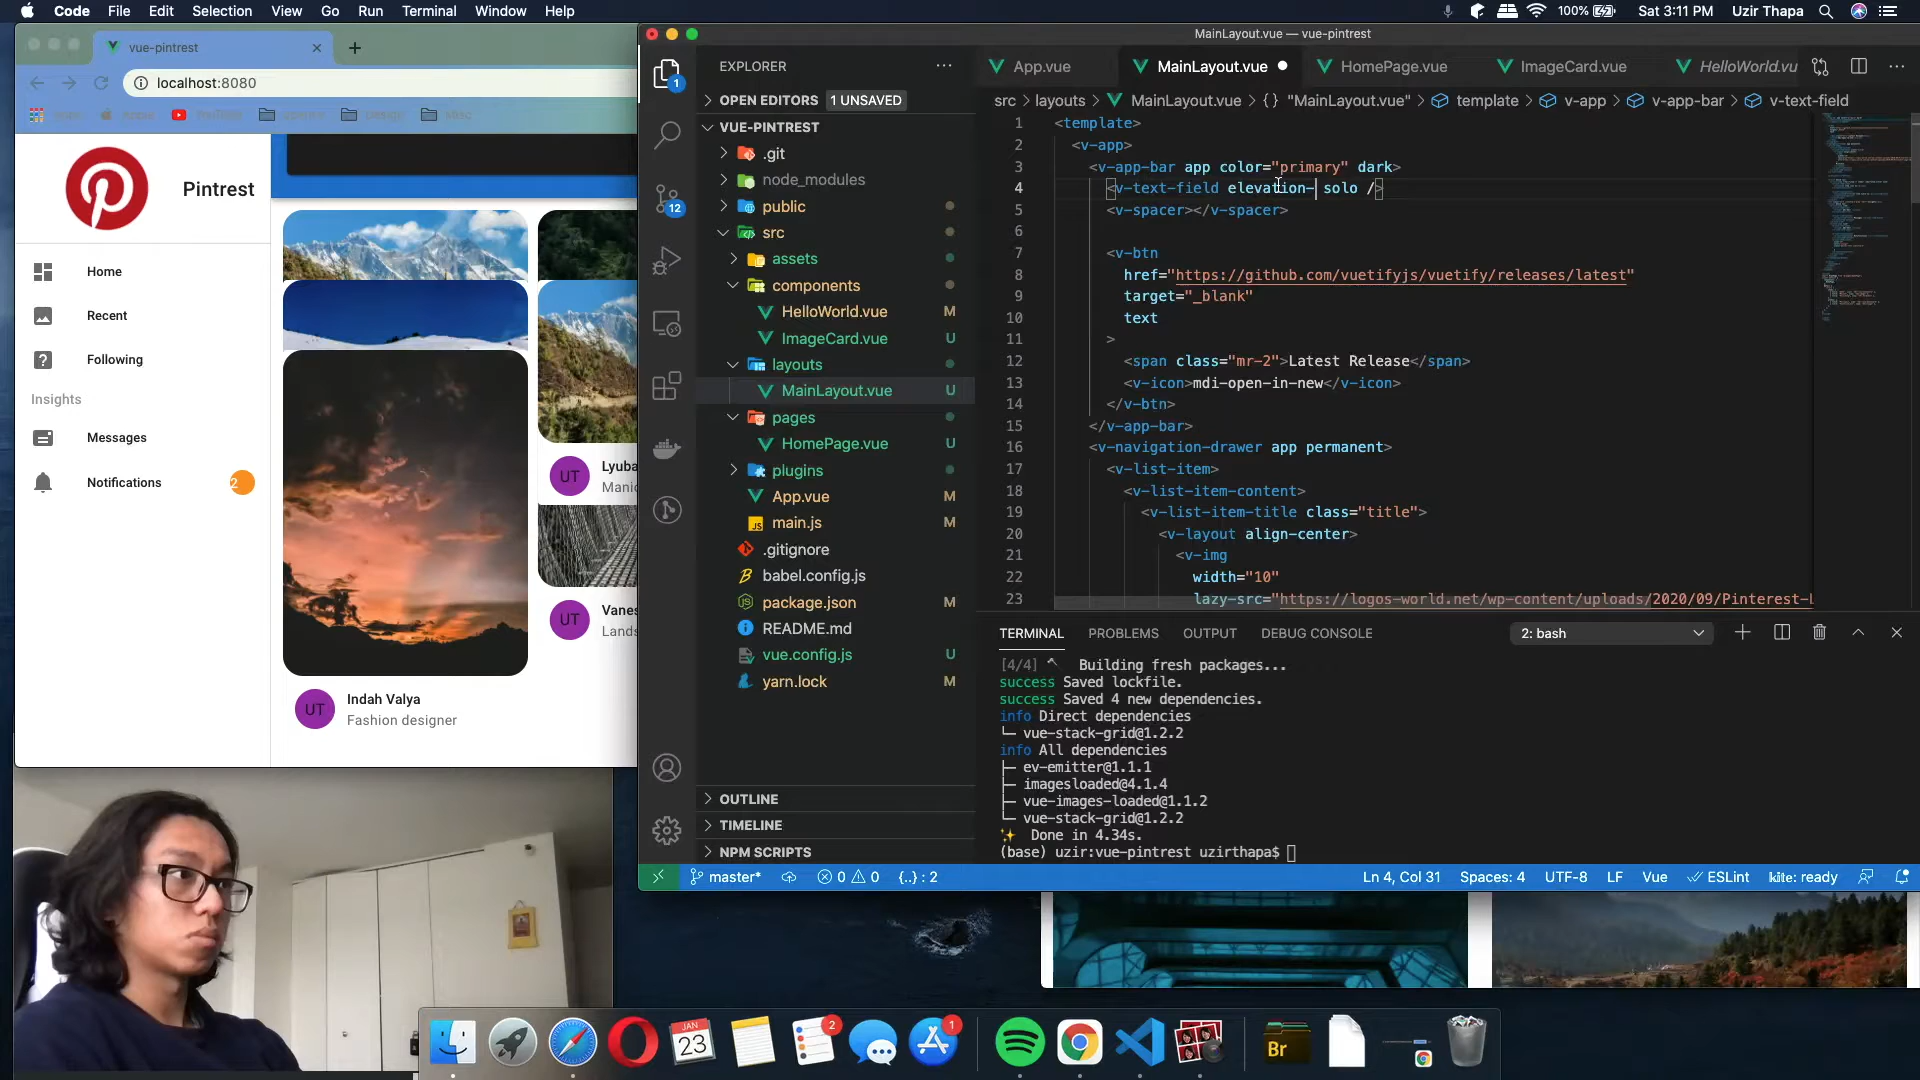 Code File Edit Selection View Go Run Terminal Window Help
100% Sat 3:11 PM Uzir Thapa
vue-pintrest
localhost:8080
YouTube
Design
Misc
Pintrest
Home
Recent
Following
Insights
Messages
Notifications 2
UT Indah Valya
Fashion designer
UT Lyuba
Manic
UT Vanes
Lands
MainLayout.vue — vue-pintrest
1
12
EXPLORER
OPEN EDITORS 1 UNSAVED
VUE-PINTREST
.git
node_modules
public
src
assets
components
HelloWorld.vue M
ImageCard.vue U
layouts
MainLayout.vue U
pages
HomePage.vue U
plugins
App.vue M
main.js M
.gitignore
babel.config.js
package.json M
README.md
vue.config.js U
yarn.lock M
OUTLINE
TIMELINE
NPM SCRIPTS
App.vue MainLayout.vue HomePage.vue ImageCard.vue HelloWorld.vu
src > layouts > MainLayout.vue > {} "MainLayout.vue" > template > v-app > v-app-bar > v-text-field
1 <template>
2 <v-app>
3 <v-app-bar app color="primary" dark>
4 <v-text-field elevation- solo />
5 <v-spacer></v-spacer>
6
7 <v-btn
8 href="https://github.com/vuetifyjs/vuetify/releases/latest"
9 target="_blank"
10 text
11 >
12 <span class="mr-2">Latest Release</span>
13 <v-icon>mdi-open-in-new</v-icon>
14 </v-btn>
15 </v-app-bar>
16 <v-navigation-drawer app permanent>
17 <v-list-item>
18 <v-list-item-content>
19 <v-list-item-title class="title">
20 <v-layout align-center>
21 <v-img
22 width="10"
23 lazy-src="https://logos-world.net/wp-content/uploads/2020/09/Pinterest-L
TERMINAL PROBLEMS OUTPUT DEBUG CONSOLE 2: bash
[4/4] Building fresh packages...
success Saved lockfile.
success Saved 4 new dependencies.
info Direct dependencies
└─ vue-stack-grid@1.2.2
info All dependencies
├─ ev-emitter@1.1.1
├─ imagesloaded@4.1.4
├─ vue-images-loaded@1.1.2
└─ vue-stack-grid@1.2.2
✨ Done in 4.34s.
(base) uzir:vue-pintrest uzirthapa$
master* 0 0 {..} : 2 Ln 4, Col 31 Spaces: 4 UTF-8 LF Vue ESLint kite: ready
JAN
23
2
1
Br